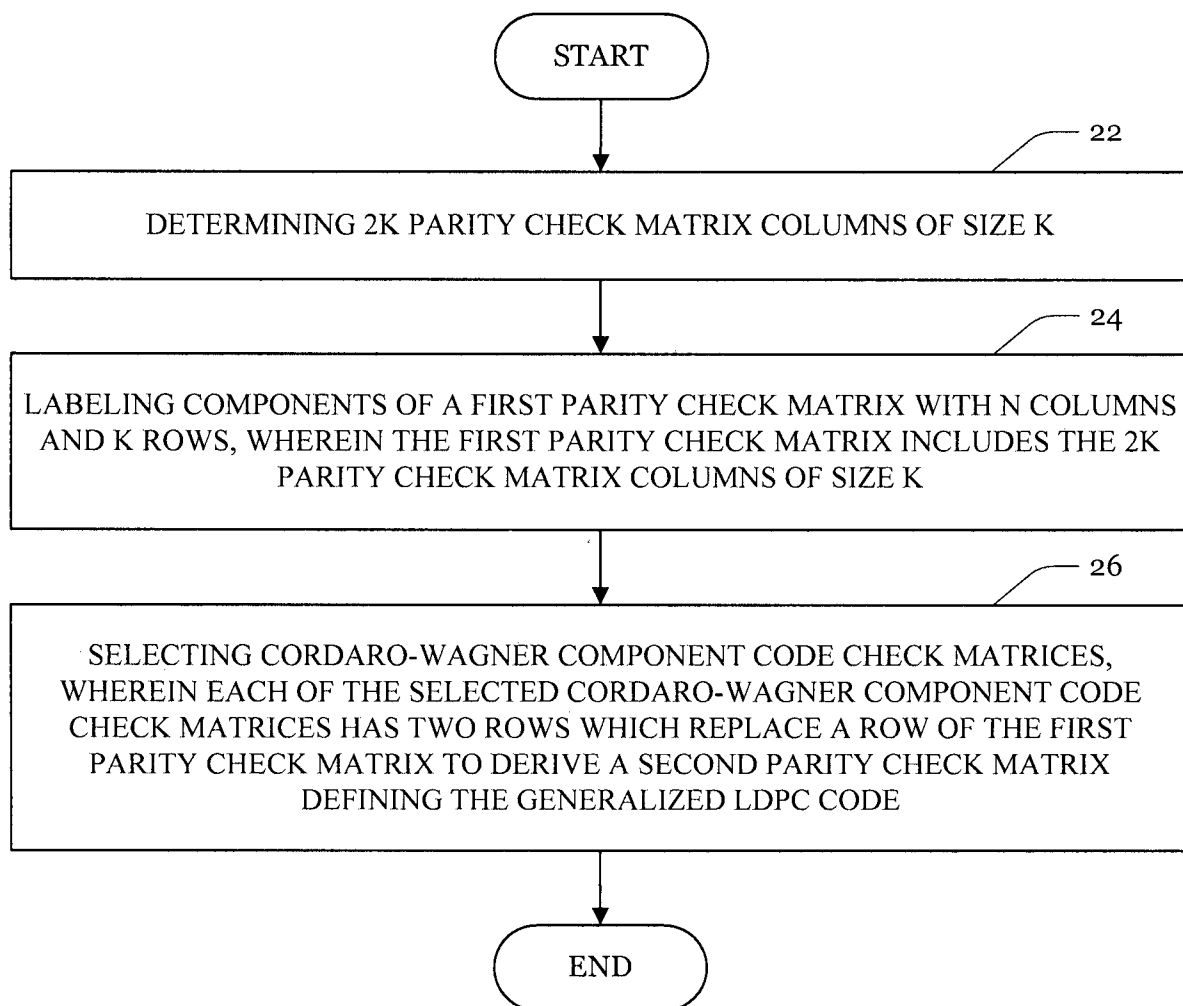 START
22
DETERMINING 2K PARITY CHECK MATRIX COLUMNS OF SIZE K
24
LABELING COMPONENTS OF A FIRST PARITY CHECK MATRIX WITH N COLUMNS
AND K ROWS, WHEREIN THE FIRST PARITY CHECK MATRIX INCLUDES THE 2K
PARITY CHECK MATRIX COLUMNS OF SIZE K
26
SELECTING CORDARO-WAGNER COMPONENT CODE CHECK MATRICES,
WHEREIN EACH OF THE SELECTED CORDARO-WAGNER COMPONENT CODE
CHECK MATRICES HAS TWO ROWS WHICH REPLACE A ROW OF THE FIRST
PARITY CHECK MATRIX TO DERIVE A SECOND PARITY CHECK MATRIX
DEFINING THE GENERALIZED LDPC CODE
END